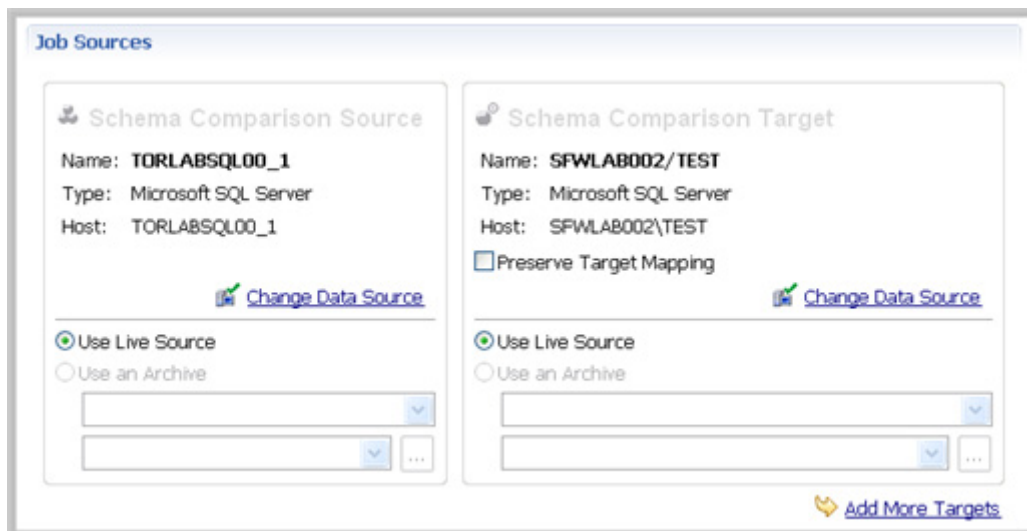 Job Sources
Schema Comparison Source
Name: TORLABSQL00_1
Type: Microsoft SQL Server
Host: TORLABSQL00_1
Change Data Source
Use Live Source
Use an Archive
...
Schema Comparison Target
Name: SFWLAB002/TEST
Type: Microsoft SQL Server
Host: SFWLAB002\TEST
Preserve Target Mapping
Change Data Source
Use Live Source
Use an Archive
...
Add More Targets